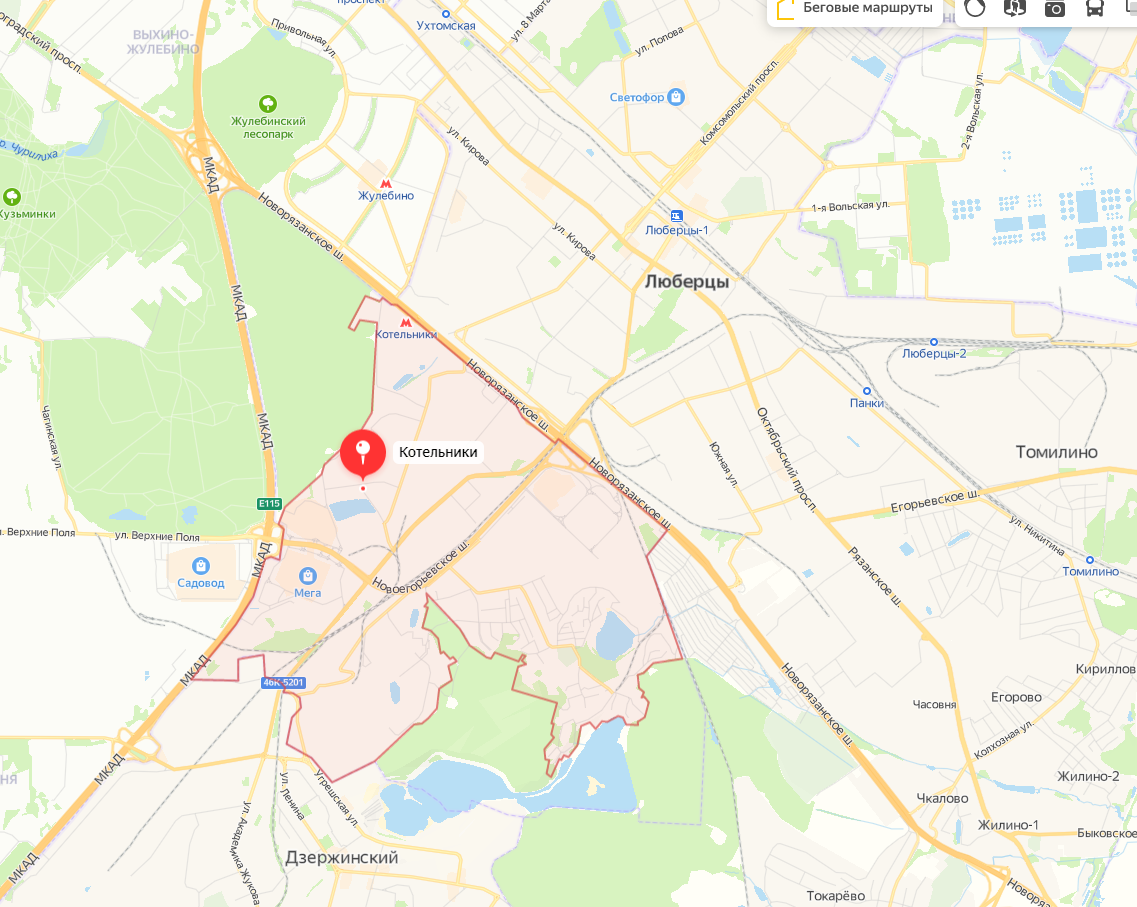 Беговые маршруты
проспект
Ухтомская
ул. 8 Марта
ВЫХИНО-
ЖУЛЕБИНО
Привольная ул.
ул. Попова
Светофор
Комсомольский просп.
2-я Вольская ул.
Жулебинский
лесопарк
р. Чурилиха
МКАД
ул. Кирова
Жулебино
Кузьминки
Новорязанское ш.
1-я Вольская ул.
Люберцы-1
ул. Кирова
Люберцы
МКАД
Котельники
Люберцы-2
Новорязанское ш.
Панки
Чагинская ул.
МКАД
Октябрьский просп.
Котельники
Южная ул.
Томилино
Новорязанское ш.
Егорьевское ш.
E115
ул. Никитина
. Верхние Поля
ул. Верхние Поля
МКАД
Новоегорьевское ш.
Рязанское ш.
Садовод
Мега
Томилино
МКАД
46К-5201
Новорязанское ш.
Кириллов
Егорово
Часовня
Колхозная ул.
МКАД
Жилино-2
ул. Ленина
Угрешская ул.
Чкалово
ул. Академика Жукова
Жилино-1
Быковское
МКАД
Дзержинский
Токарёво
Новоряз